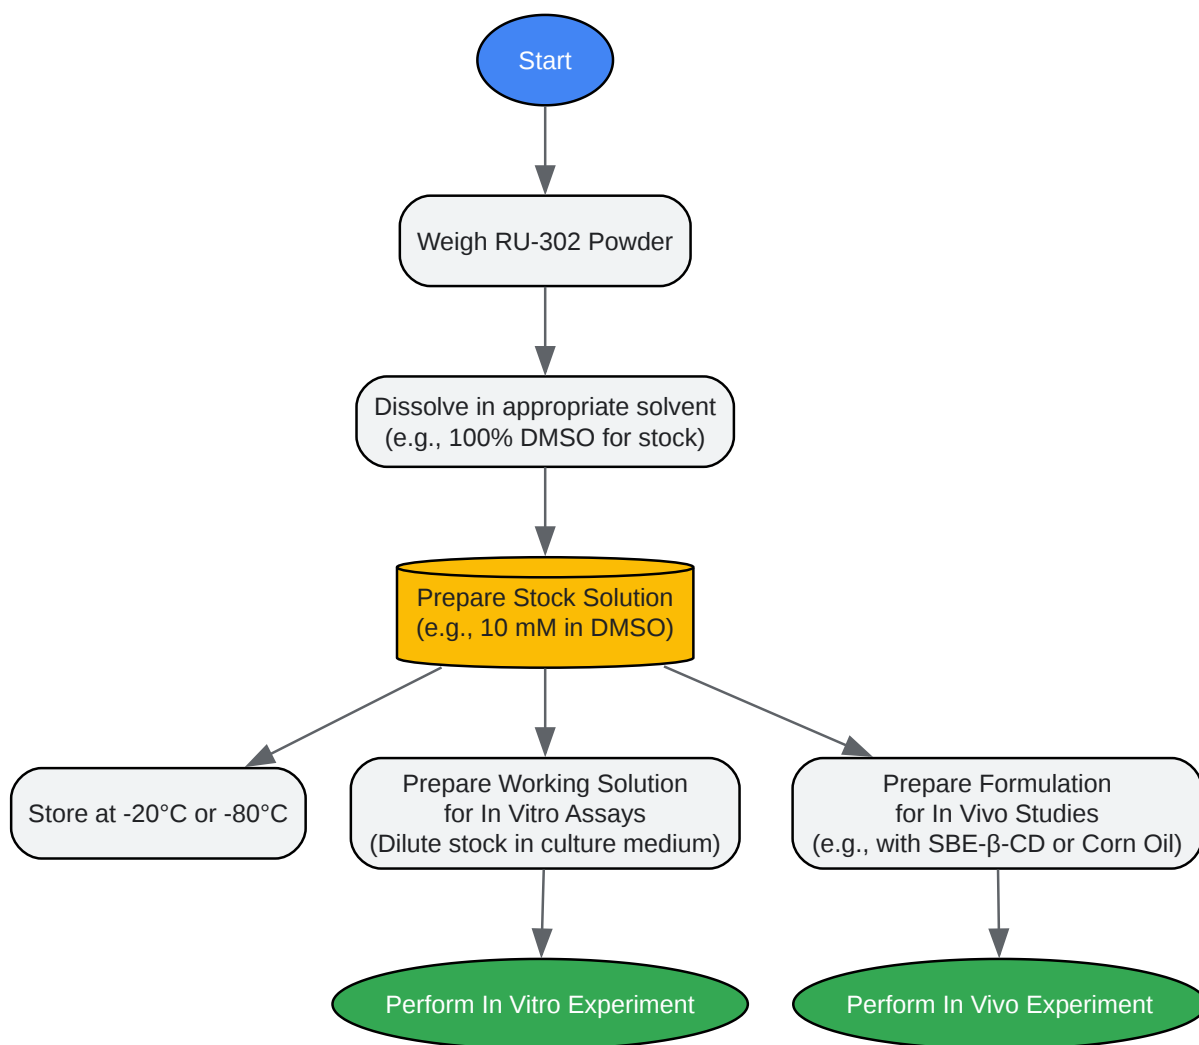 Start
Weigh RU-302 Powder
Dissolve in appropriate solvent
(e.g., 100% DMSO for stock)
Prepare Stock Solution
(e.g., 10 mM in DMSO)
Store at -20°C or -80°C
Prepare Working Solution
for In Vitro Assays
(Dilute stock in culture medium)
Prepare Formulation
for In Vivo Studies
(e.g., with SBE-β-CD or Corn Oil)
Perform In Vitro Experiment
Perform In Vivo Experiment